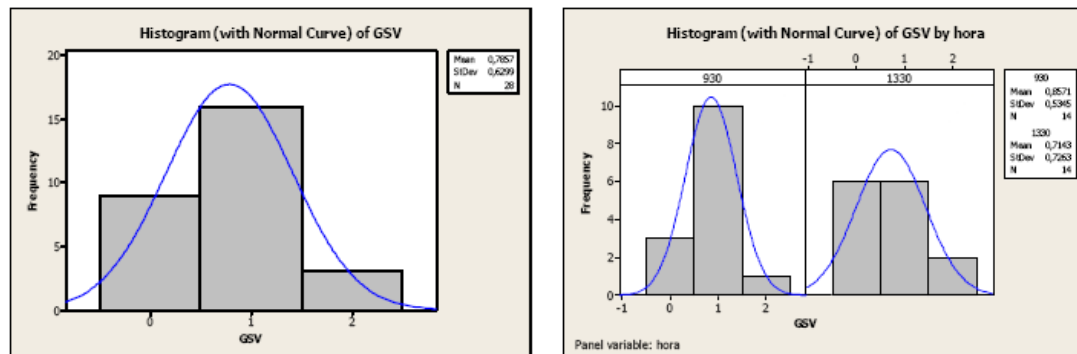 Histogram (with Normal Curve) of GSV
20
15
10
5
0
Frequency
0 1 2
GSV
Mean 0,7857
StDev 0,6299
N 28
Histogram (with Normal Curve) of GSV by hora
-1 0 1 2
930 1330
10
8
6
4
2
0
Frequency
-1 0 1 2
GSV
Panel variable: hora
930
Mean 0,8571
StDev 0,5345
N 14
1330
Mean 0,7143
StDev 0,7263
N 14